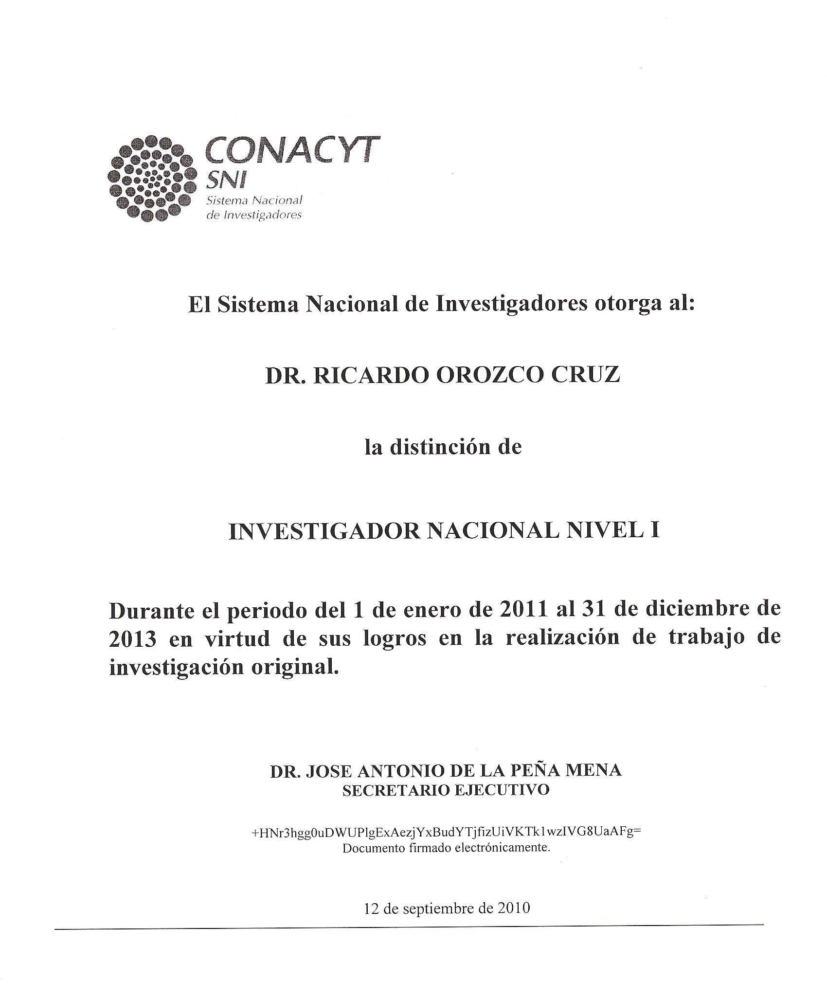 CONACYT
SNI
Sistema Nacional
de Investigadores
El Sistema Nacional de Investigadores otorga al:
DR. RICARDO OROZCO CRUZ
la distinción de
INVESTIGADOR NACIONAL NIVEL I
Durante el periodo del 1 de enero de 2011 al 31 de diciembre de
2013 en virtud de sus logros en la realización de trabajo de
investigación original.
DR. JOSE ANTONIO DE LA PEÑA MENA
SECRETARIO EJECUTIVO
+HNr3hgg0uDWUPlgExAezjYxBudYTjfizUiVKTk1wzIVG8UaAFg=
Documento firmado electrónicamente.
12 de septiembre de 2010